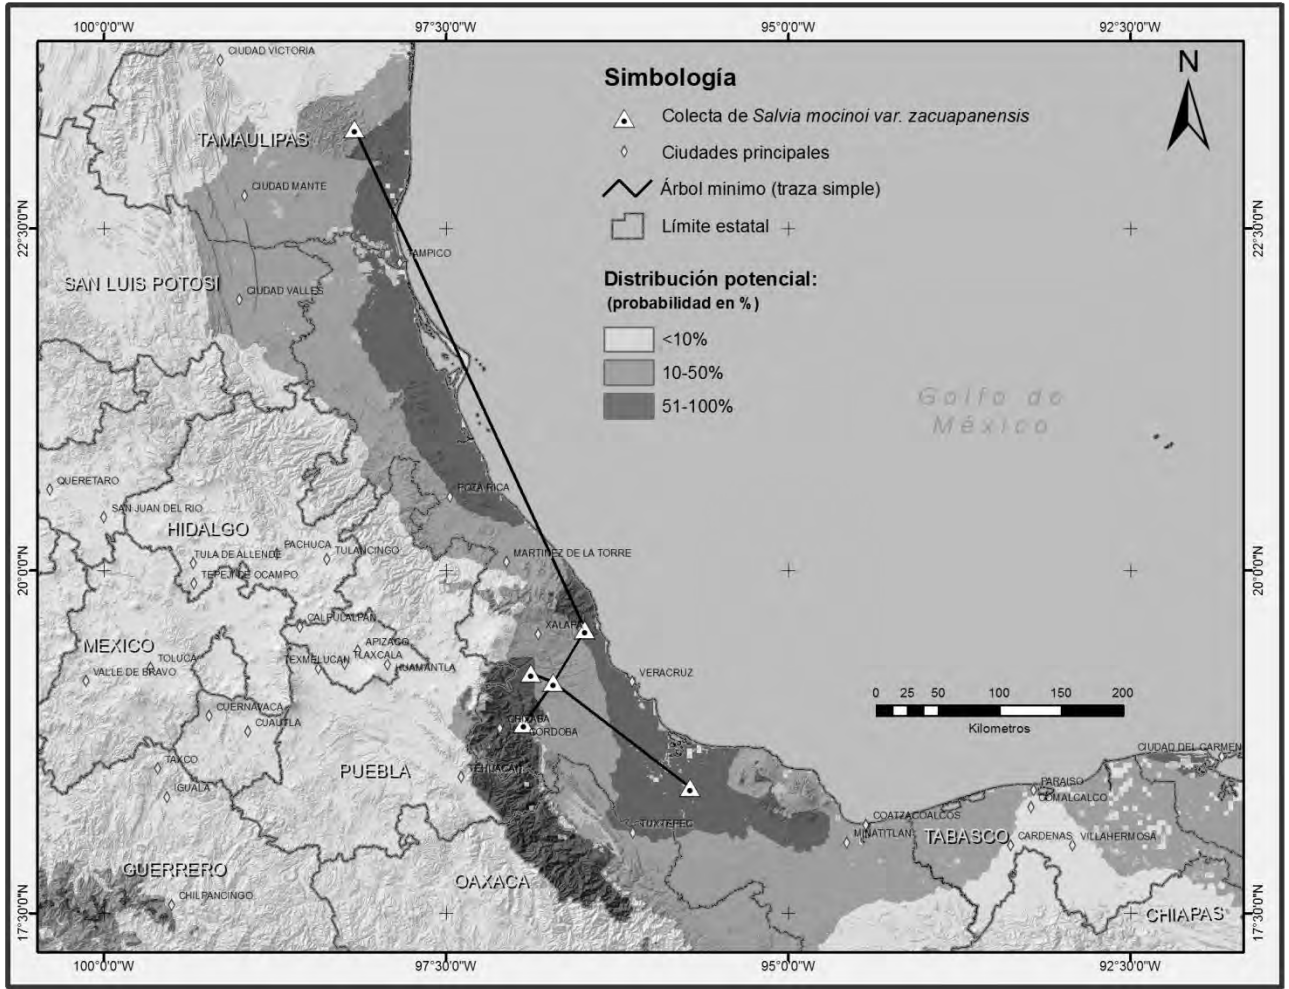 100°0'0"W 97°30'0"W 95°0'0"W 92°30'0"W
N
Simbología
Colecta de Salvia mocinoi var. zacuapanensis
Ciudades principales
Árbol minimo (traza simple)
Límite estatal
Distribución potencial:
(probabilidad en %)
<10%
10-50%
51-100%
22°30'0"N
22°30'0"N
20°0'0"N
20°0'0"N
17°30'0"N
17°30'0"N
CIUDAD VICTORIA
TAMAULIPAS
CIUDAD MANTE
TAMPICO
SAN LUIS POTOSI
CIUDAD VALLES
Golfo de
México
QUERETARO
POZA RICA
SAN JUAN DEL RIO
HIDALGO
PACHUCA
TULA DE ALLENDE
TULANCINGO
MARTINEZ DE LA TORRE
TEPEJI DE OCAMPO
CALPULALPAN
XALAPA
MEXICO
APIZACO
TOLUCA
TEXMELUCAN
TLAXCALA
HUAMANTLA
VALLE DE BRAVO
VERACRUZ
CUERNAVACA
CUAUTLA
ORIZABA
CORDOBA
0 25 50 100 150 200
Kilometros
CIUDAD DEL CARMEN
TAXCO
PUEBLA
TEHUACAN
IGUALA
PARAISO
COMALCALCO
COATZACOALCOS
TUXTEPEC
MINATITLAN
TABASCO
CARDENAS
VILLAHERMOSA
GUERRERO
OAXACA
CHILPANCINGO
CHIAPAS
100°0'0"W 97°30'0"W 95°0'0"W 92°30'0"W